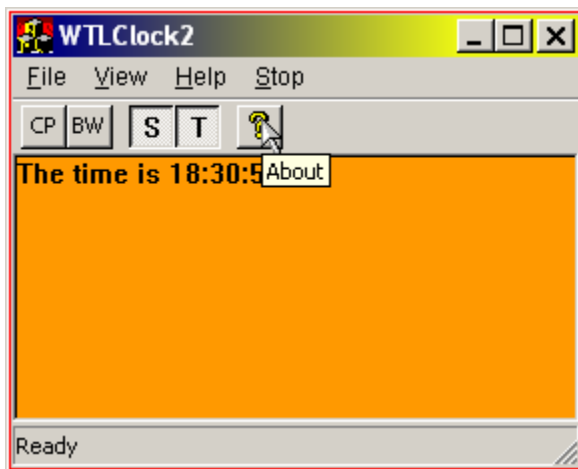 WTLClock2
File View Help Stop
CP BW S T
The time is 18:30:5
About
Ready